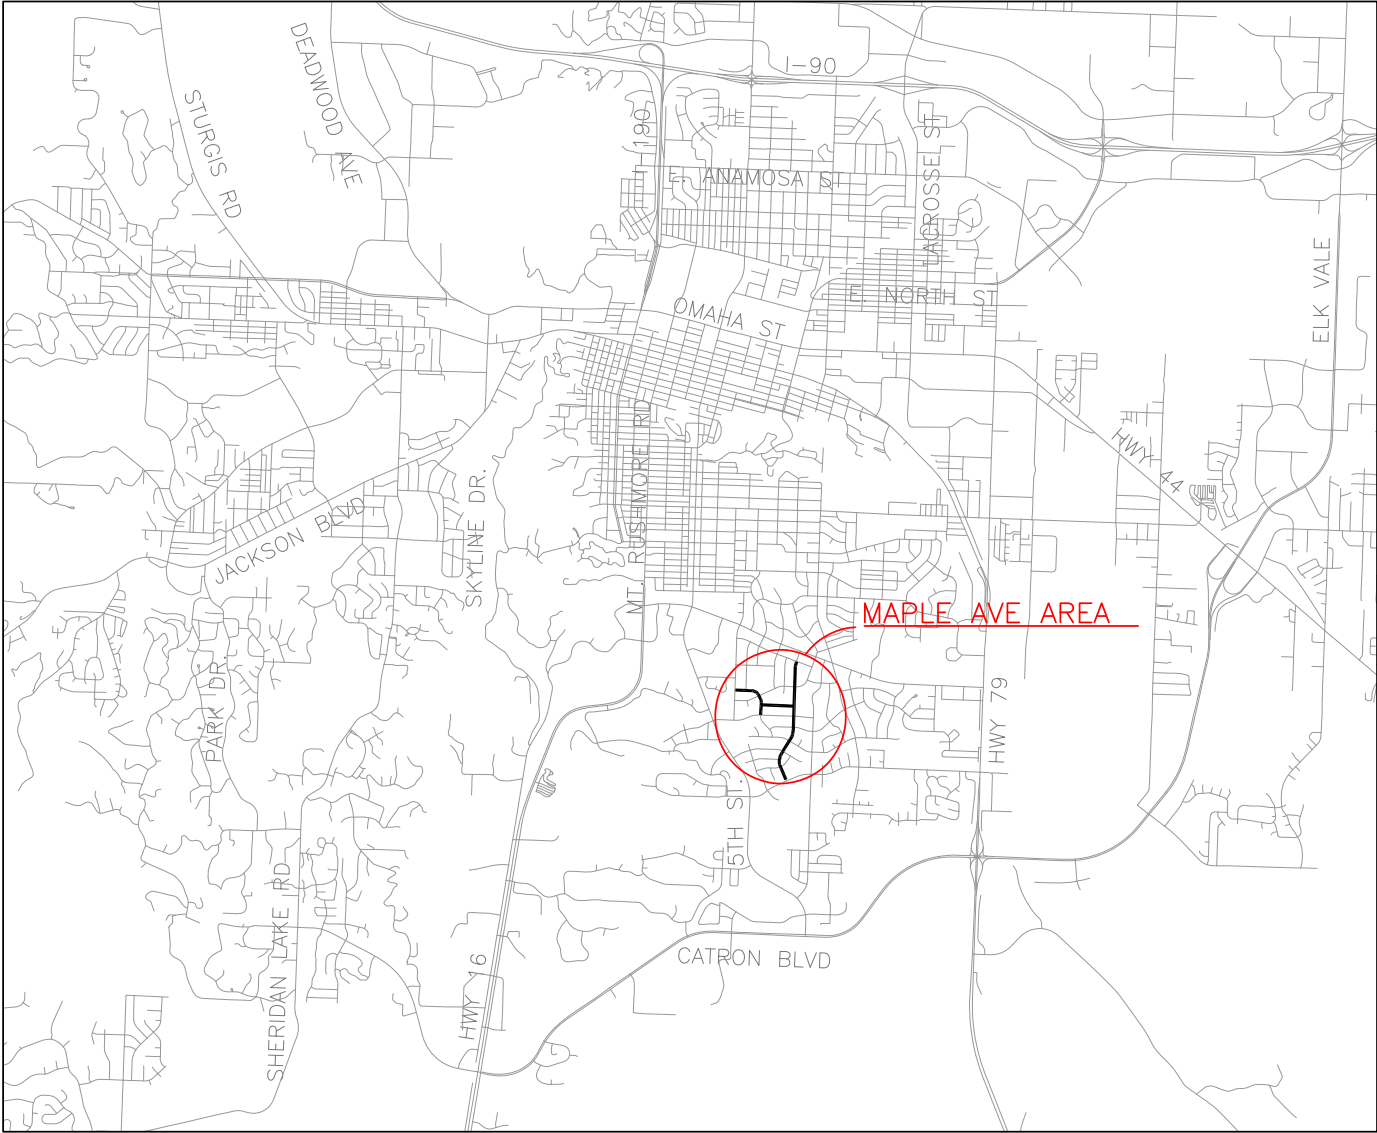 DEADWOOD AVE
I-90
STURGIS RD
I-190
LACROSSE ST
E. ANAMOSA ST
ELK VALE
E. NORTH ST
OMAHA ST
HWY 44
MT. RUSHMORE RD
SKYLINE DR.
JACKSON BLVD
MAPLE AVE AREA
PARK DR.
HWY 79
5TH ST.
SHERIDAN LAKE RD
CATRON BLVD
HWY 16